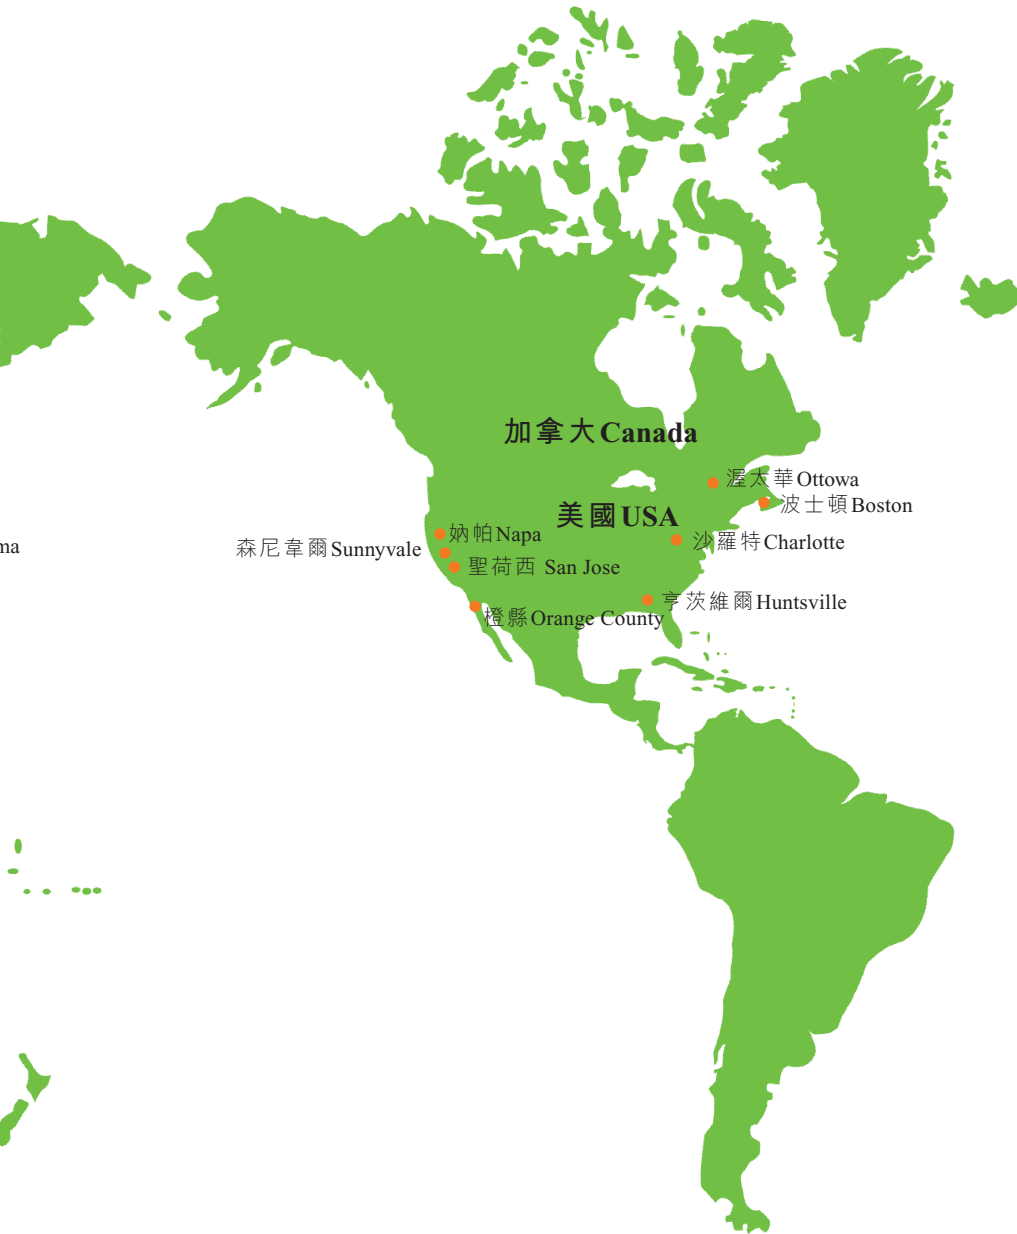 加拿大Canada
渥太華Ottowa
波士頓Boston
美國USA
妠帕Napa
沙羅特Charlotte
森尼韋爾Sunnyvale
ma
聖荷西 San Jose
亨茨維爾Huntsville
橙縣Orange County